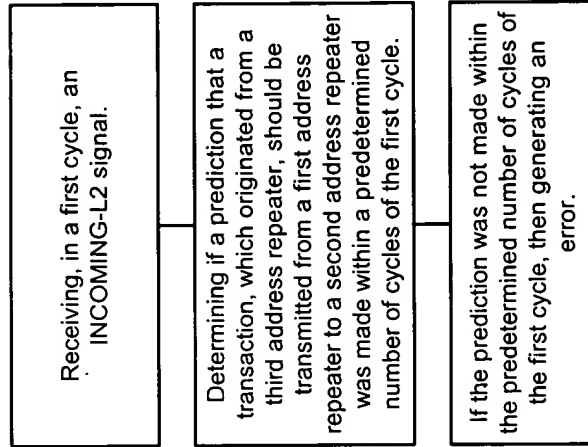 Receiving, in a first cycle, an
INCOMING-L2 signal.
Determining if a prediction that a
transaction, which originated from a
third address repeater, should be
transmitted from a first address
repeater to a second address repeater
was made within a predetermined
number of cycles of the first cycle.
If the prediction was not made within
the predetermined number of cycles of
the first cycle, then generating an
error.